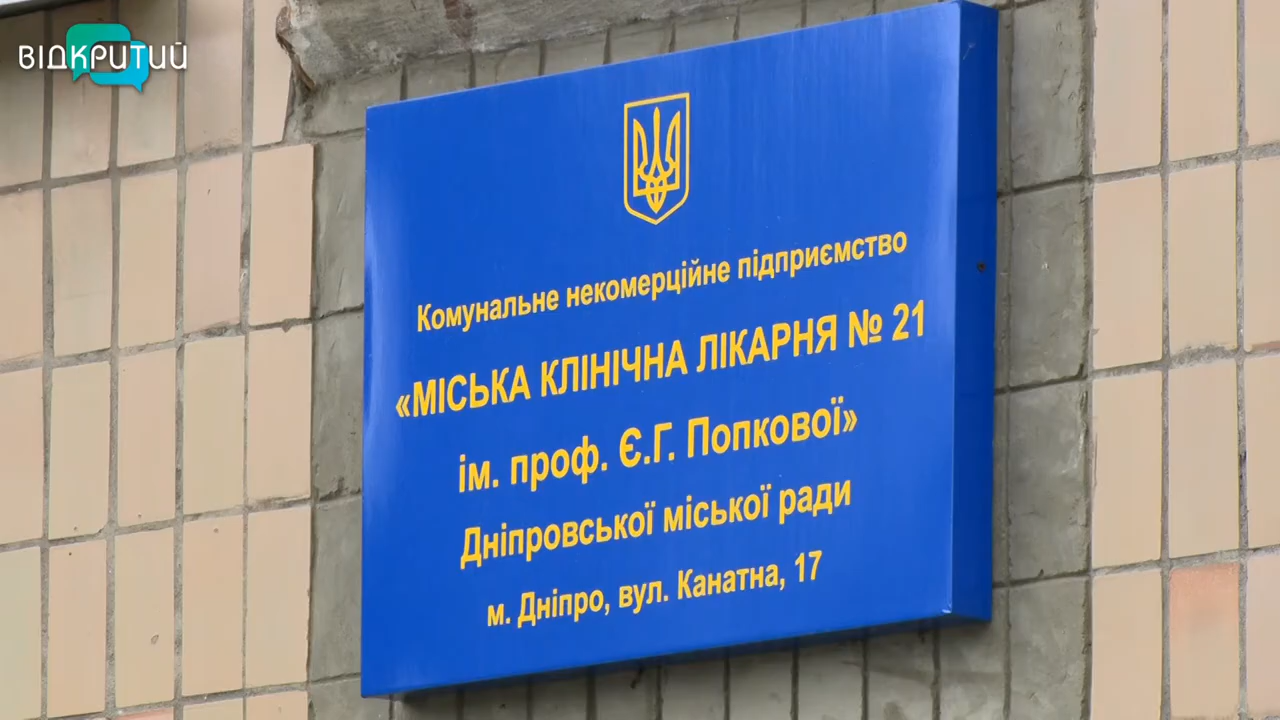 ВІДКРИТИЙ
Комунальне некомерційне підприємство
«МІСЬКА КЛІНІЧНА ЛІКАРНЯ № 21
ім. проф. Є.Г. Попкової»
Дніпровської міської ради
м. Дніпро, вул. Канатна, 17